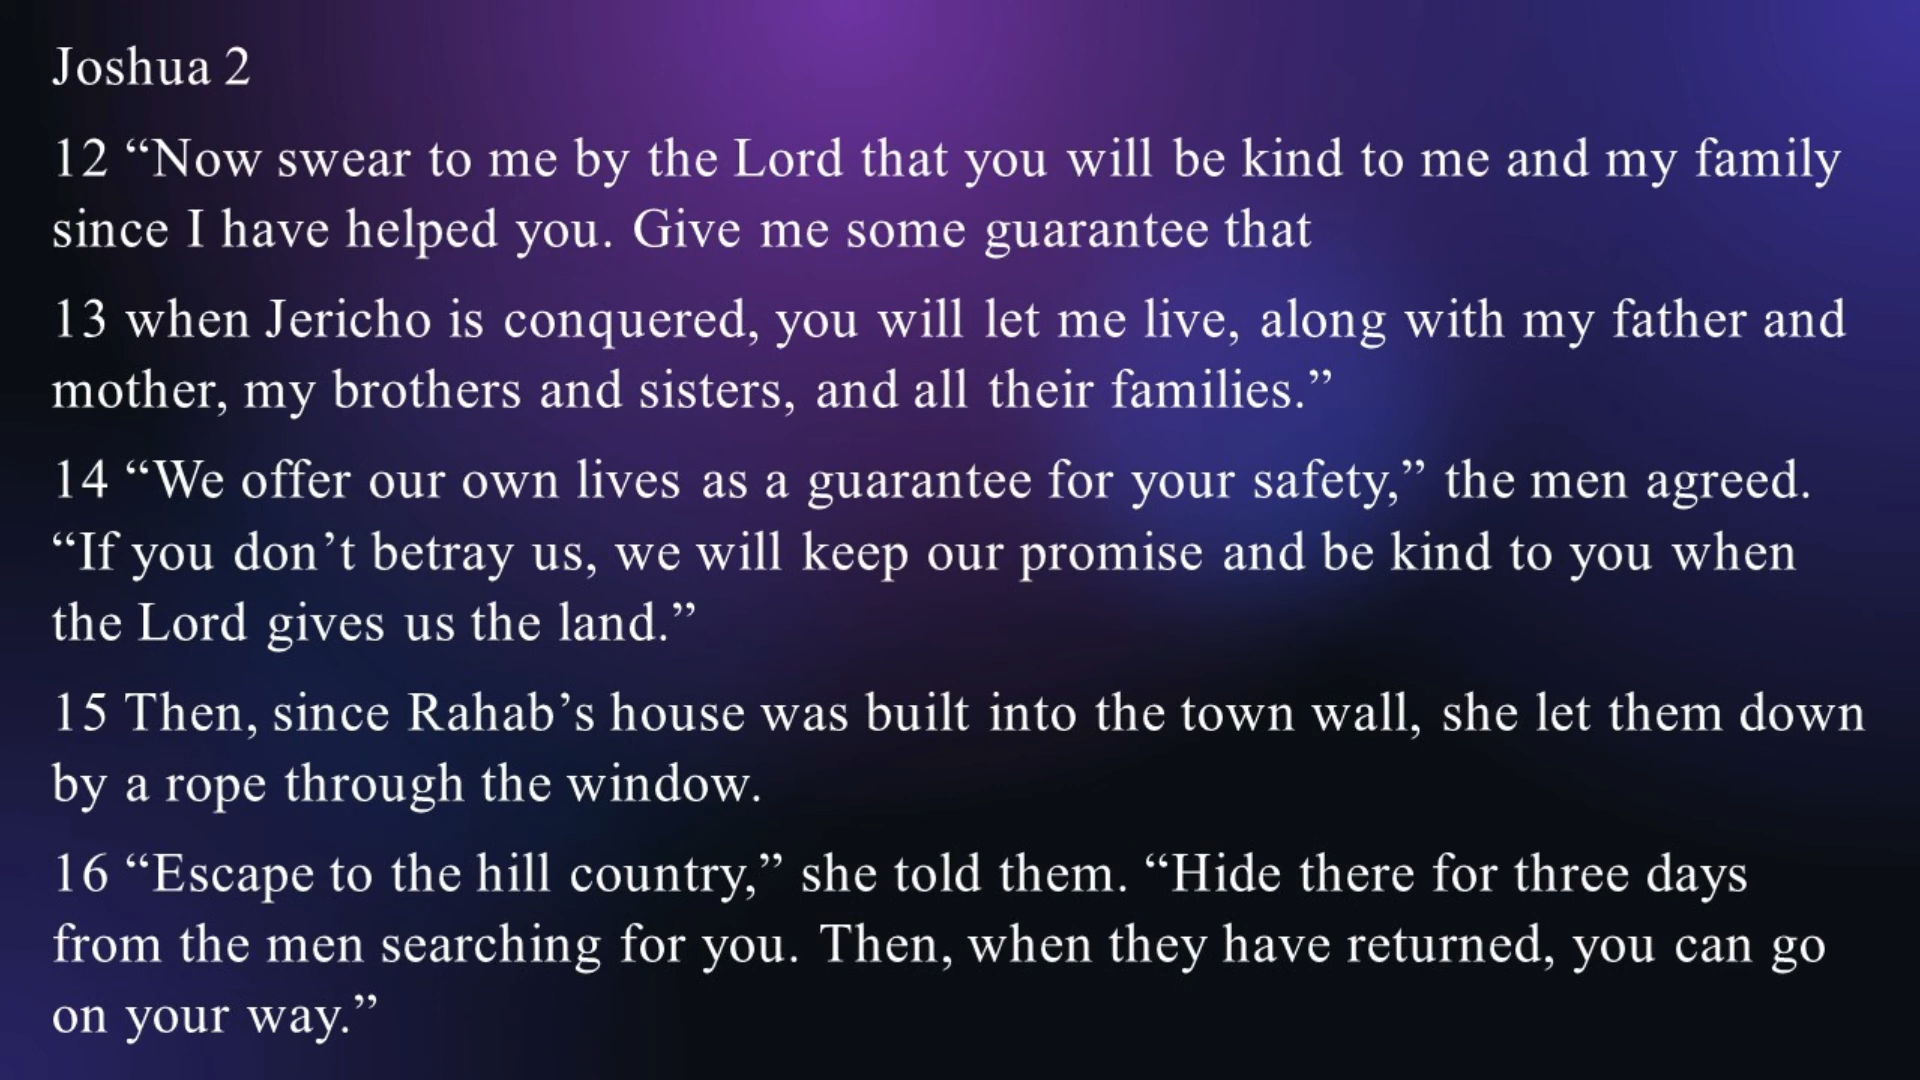 Joshua 2
12 “Now swear to me by the Lord that you will be kind to me and my family
since I have helped you. Give me some guarantee that
13 when Jericho is conquered, you will let me live, along with my father and
mother, my brothers and sisters, and all their families.”
14 “We offer our own lives as a guarantee for your safety,” the men agreed.
“If you don’t betray us, we will keep our promise and be kind to you when
the Lord gives us the land.”
15 Then, since Rahab’s house was built into the town wall, she let them down
by a rope through the window.
16 “Escape to the hill country,” she told them. “Hide there for three days
from the men searching for you. Then, when they have returned, you can go
on your way.”